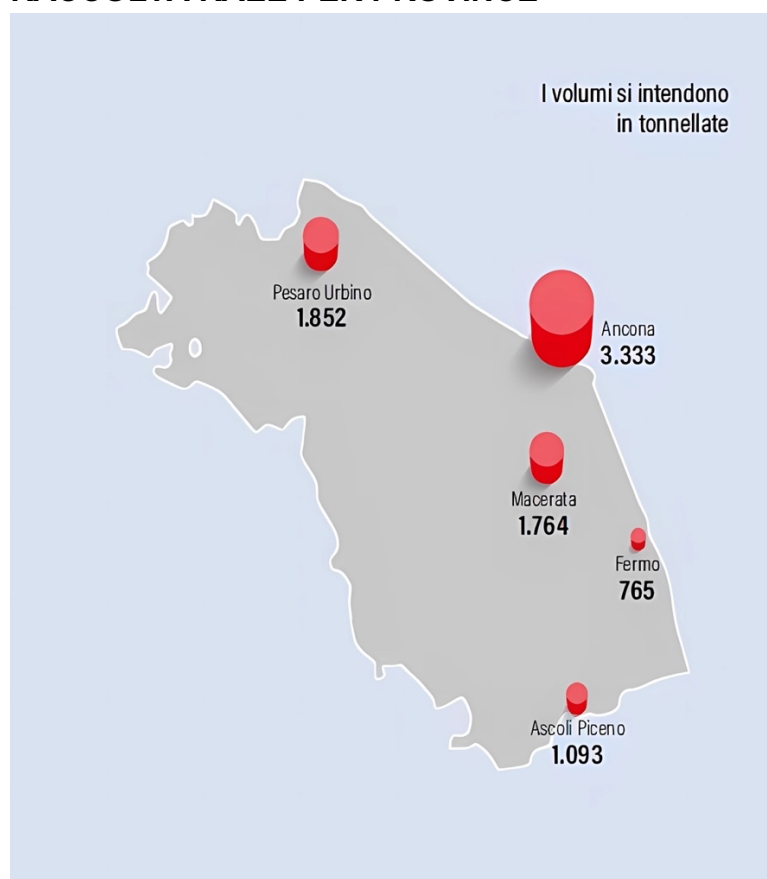 I volumi si intendono
in tonnellate
Pesaro Urbino
1.852
Ancona
3.333
Macerata
1.764
Fermo
765
Ascoli Piceno
1.093